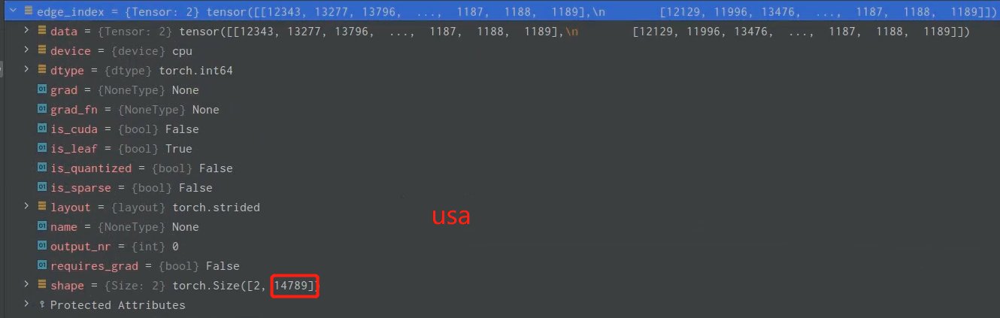 edge_index = {Tensor: 2} tensor([[12343, 13277, 13796, ..., 1187, 1188, 1189],\n [12129, 11996, 13476, ..., 1187, 1188, 1189]])
data = {Tensor: 2} tensor([[12343, 13277, 13796, ..., 1187, 1188, 1189],\n [12129, 11996, 13476, ..., 1187, 1188, 1189]])
device = {device} cpu
dtype = {dtype} torch.int64
grad = {NoneType} None
grad_fn = {NoneType} None
is_cuda = {bool} False
is_leaf = {bool} True
is_quantized = {bool} False
is_sparse = {bool} False
layout = {layout} torch.strided
usa
name = {NoneType} None
output_nr = {int} 0
requires_grad = {bool} False
shape = {Size: 2} torch.Size([2, 14789])
Protected Attributes